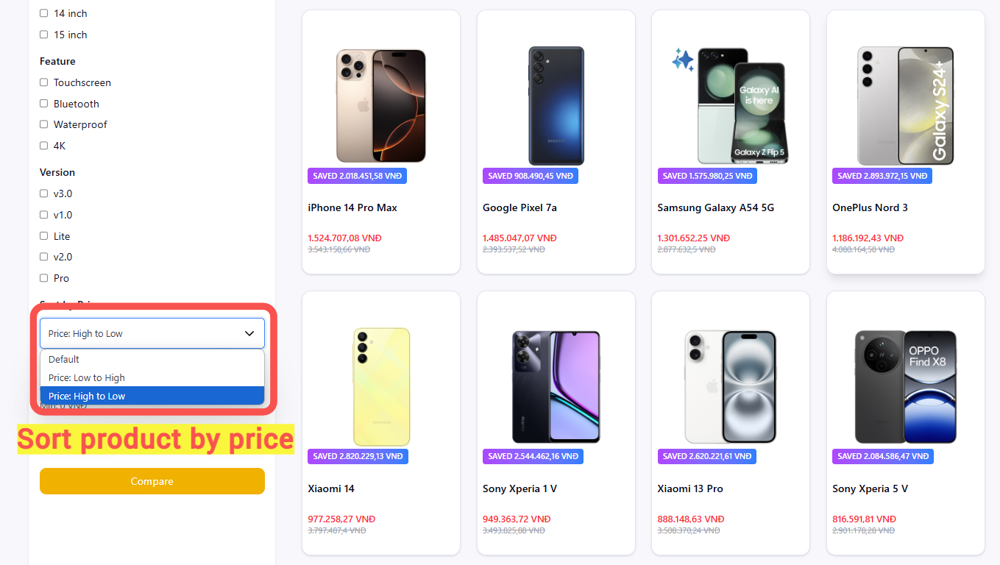 14 inch
15 inch
Feature
Touchscreen
Bluetooth
Waterproof
4K
Version
v3.0
v1.0
Lite
v2.0
Pro
Sort by Price
Price: High to Low
Default
Price: Low to High
Price: High to Low
Min: 0 VNĐ
Sort product by price
Compare
Galaxy AI
is here
Galaxy Z Flip 5
Galaxy S24+
SAVED 2.018.451,58 VNĐ
SAVED 908.490,45 VNĐ
SAVED 1.575.980,25 VNĐ
SAVED 2.893.972,15 VNĐ
iPhone 14 Pro Max
Google Pixel 7a
Samsung Galaxy A54 5G
OnePlus Nord 3
1.524.707,08 VNĐ
1.485.047,07 VNĐ
1.301.652,25 VNĐ
1.186.192,43 VNĐ
3.543.158,66 VNĐ
2.393.537,52 VNĐ
2.877.632,5 VNĐ
4.080.164,58 VNĐ
OPPO
Find X8
realme
SAVED 2.820.229,13 VNĐ
SAVED 2.544.462,16 VNĐ
SAVED 2.620.221,61 VNĐ
SAVED 2.084.586,47 VNĐ
Xiaomi 14
Sony Xperia 1 V
Xiaomi 13 Pro
Sony Xperia 5 V
977.258,27 VNĐ
949.363,72 VNĐ
888.148,63 VNĐ
816.591,81 VNĐ
3.797.487,4 VNĐ
3.493.825,88 VNĐ
3.508.370,24 VNĐ
2.901.178,28 VNĐ